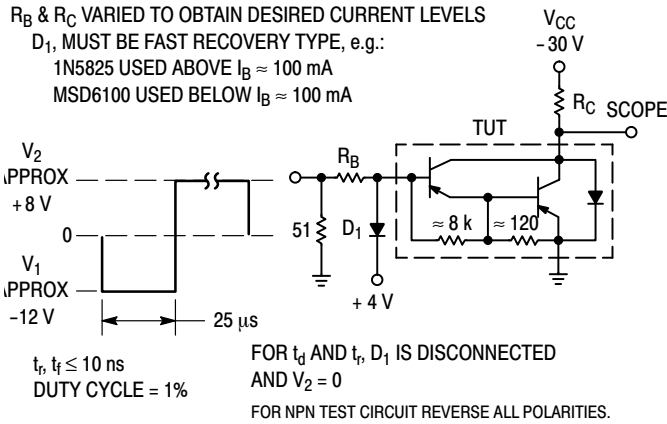 R_B & R_C VARIED TO OBTAIN DESIRED CURRENT LEVELS
D_1, MUST BE FAST RECOVERY TYPE, e.g.:
1N5825 USED ABOVE I_B ≈ 100 mA
MSD6100 USED BELOW I_B ≈ 100 mA
V_CC
- 30 V
R_C
SCOPE
TUT
V_2
APPROX
+8 V
0
V_1
APPROX
-12 V
25 μs
R_B
51
D_1
≈ 8 k
≈ 120
+ 4 V
t_r, t_f ≤ 10 ns
DUTY CYCLE = 1%
FOR t_d AND t_r, D_1 IS DISCONNECTED
AND V_2 = 0
FOR NPN TEST CIRCUIT REVERSE ALL POLARITIES.